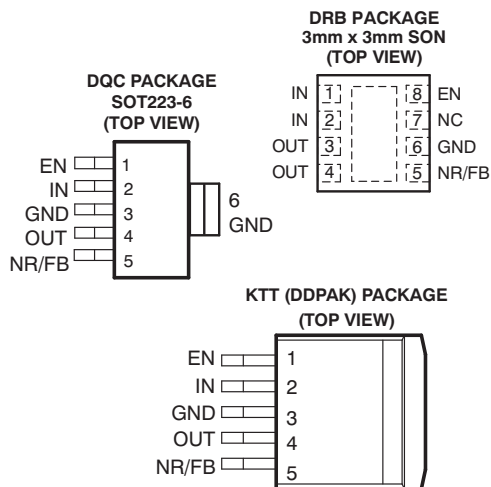 DRB PACKAGE
3mm x 3mm SON
(TOP VIEW)
IN 1 8 EN
IN 2 7 NC
OUT 3 6 GND
OUT 4 5 NR/FB
DQC PACKAGE
SOT223-6
(TOP VIEW)
EN 1
IN 2
GND 3
OUT 4
NR/FB 5
6
GND
KTT (DDPAK) PACKAGE
(TOP VIEW)
EN 1
IN 2
GND 3
OUT 4
NR/FB 5